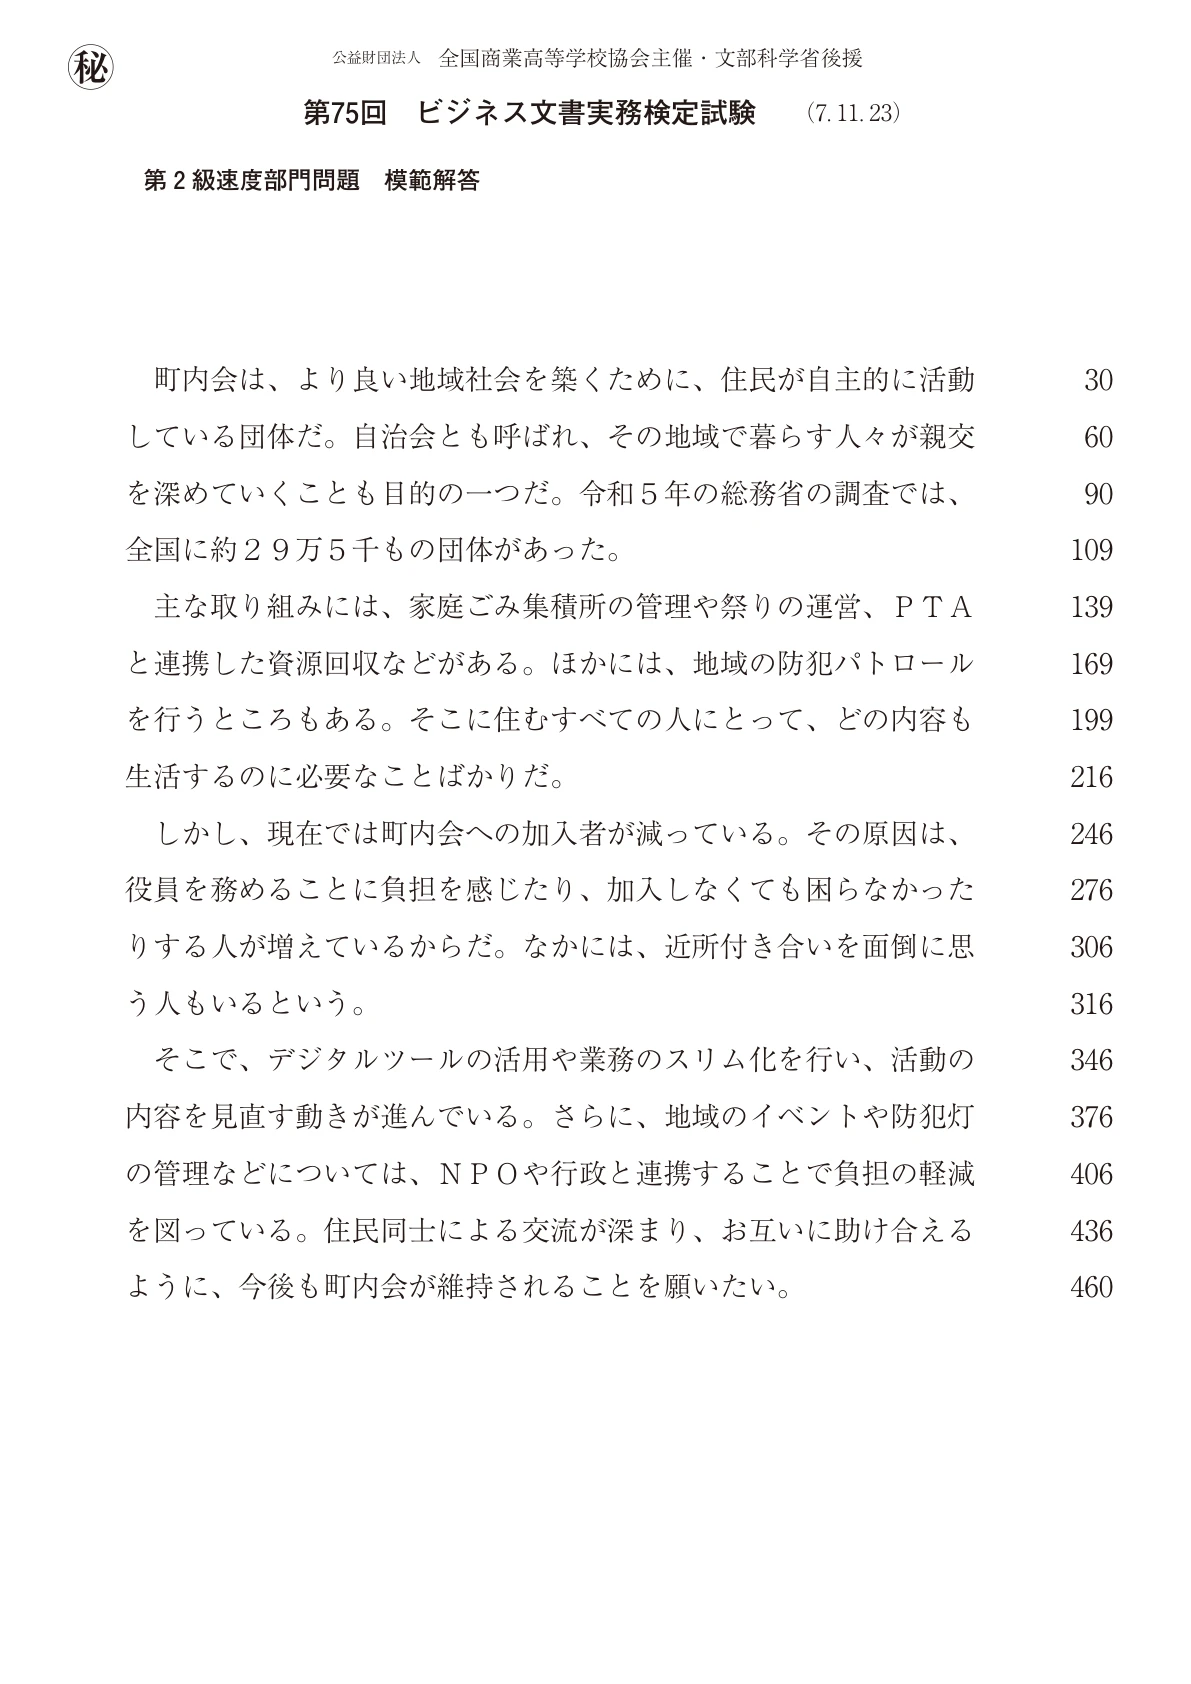 ㊙
公益財団法人　全国商業高等学校協会主催・文部科学省後援
第75回　ビジネス文書実務検定試験　（7. 11. 23）
第２級速度部門問題　模範解答
　町内会は、より良い地域社会を築くために、住民が自主的に活動　30
している団体だ。自治会とも呼ばれ、その地域で暮らす人々が親交　60
を深めていくことも目的の一つだ。令和５年の総務省の調査では、　90
全国に約２９万５千もの団体があった。　109
　主な取り組みには、家庭ごみ集積所の管理や祭りの運営、ＰＴＡ　139
と連携した資源回収などがある。ほかには、地域の防犯パトロール　169
を行うところもある。そこに住むすべての人にとって、どの内容も　199
生活するのに必要なことばかりだ。　216
　しかし、現在では町内会への加入者が減っている。その原因は、　246
役員を務めることに負担を感じたり、加入しなくても困らなかった　276
りする人が増えているからだ。なかには、近所付き合いを面倒に思　306
う人もいるという。　316
　そこで、デジタルツールの活用や業務のスリム化を行い、活動の　346
内容を見直す動きが進んでいる。さらに、地域のイベントや防犯灯　376
の管理などについては、ＮＰＯや行政と連携することで負担の軽減　406
を図っている。住民同士による交流が深まり、お互いに助け合える　436
ように、今後も町内会が維持されることを願いたい。　460